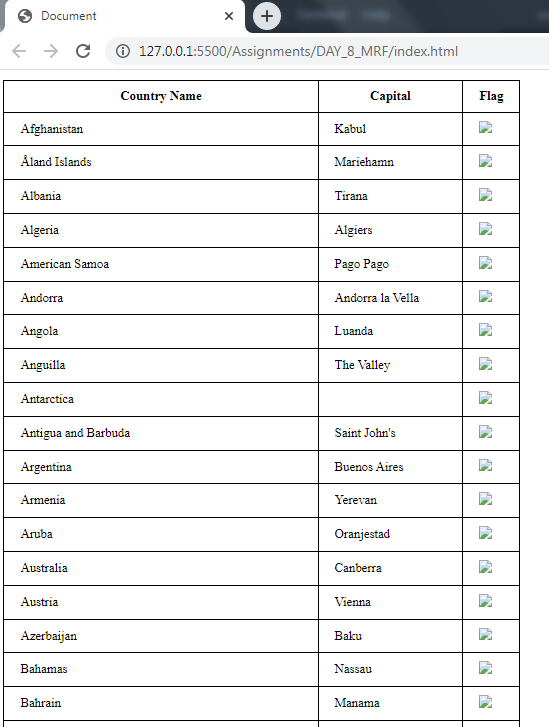 Document
127.0.0.1:5500/Assignments/DAY_8_MRF/index.html
Country Name Capital Flag
Afghanistan Kabul
Åland Islands Mariehamn
Albania Tirana
Algeria Algiers
American Samoa Pago Pago
Andorra Andorra la Vella
Angola Luanda
Anguilla The Valley
Antarctica
Antigua and Barbuda Saint John's
Argentina Buenos Aires
Armenia Yerevan
Aruba Oranjestad
Australia Canberra
Austria Vienna
Azerbaijan Baku
Bahamas Nassau
Bahrain Manama